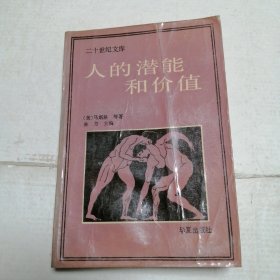 二十世纪文库
人的潜能
和价值
(美)马斯洛 等著
林方 主编
华夏出版社